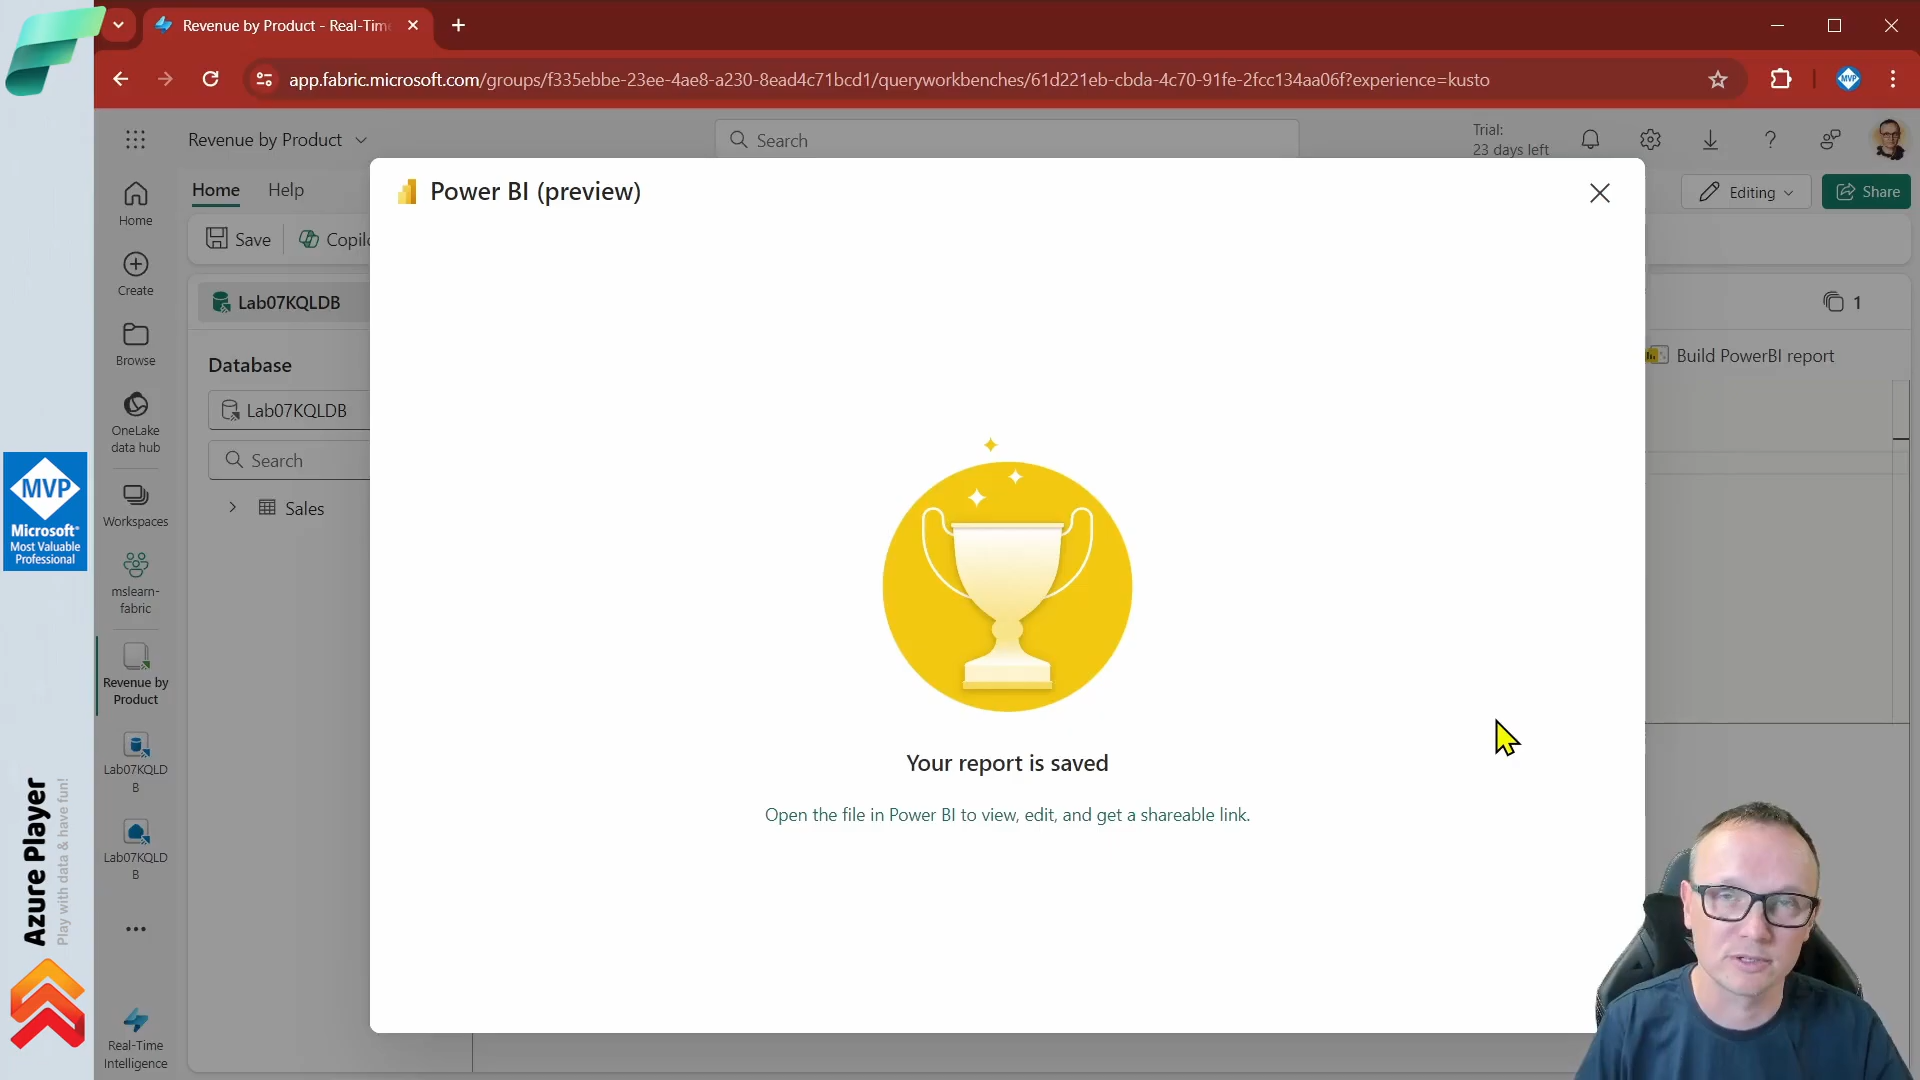 Revenue by Product - Real-Tim
app.fabric.microsoft.com/groups/f335ebbe-23ee-4ae8-a230-8ead4c71bcd1/queryworkbenches/61d221eb-cbda-4c70-91fe-2fcc134aa06f?experience=kusto
MVP
Revenue by Product
Search
Trial:
23 days left
Home
Help
Editing
Share
Save
Copilo
Lab07KQLDB
1
Build PowerBI report
Database
Lab07KQLDB
Search
Sales
Home
Create
Browse
OneLake
data hub
Workspaces
mslearn-
fabric
Revenue by
Product
Lab07KQLD
B
Lab07KQLD
B
Real-Time
Intelligence
Power BI (preview)
Your report is saved
Open the file in Power BI to view, edit, and get a shareable link.
MVP
Microsoft®
Most Valuable
Professional
Azure Player
Play with data & have fun!